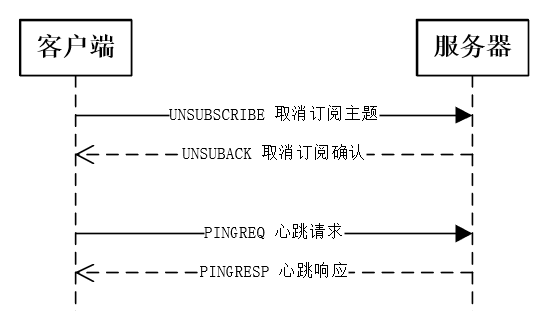 客户端
服务器
UNSUBSCRIBE 取消订阅主题
UNSUBACK 取消订阅确认
PINGREQ 心跳请求
PINGRESP 心跳响应